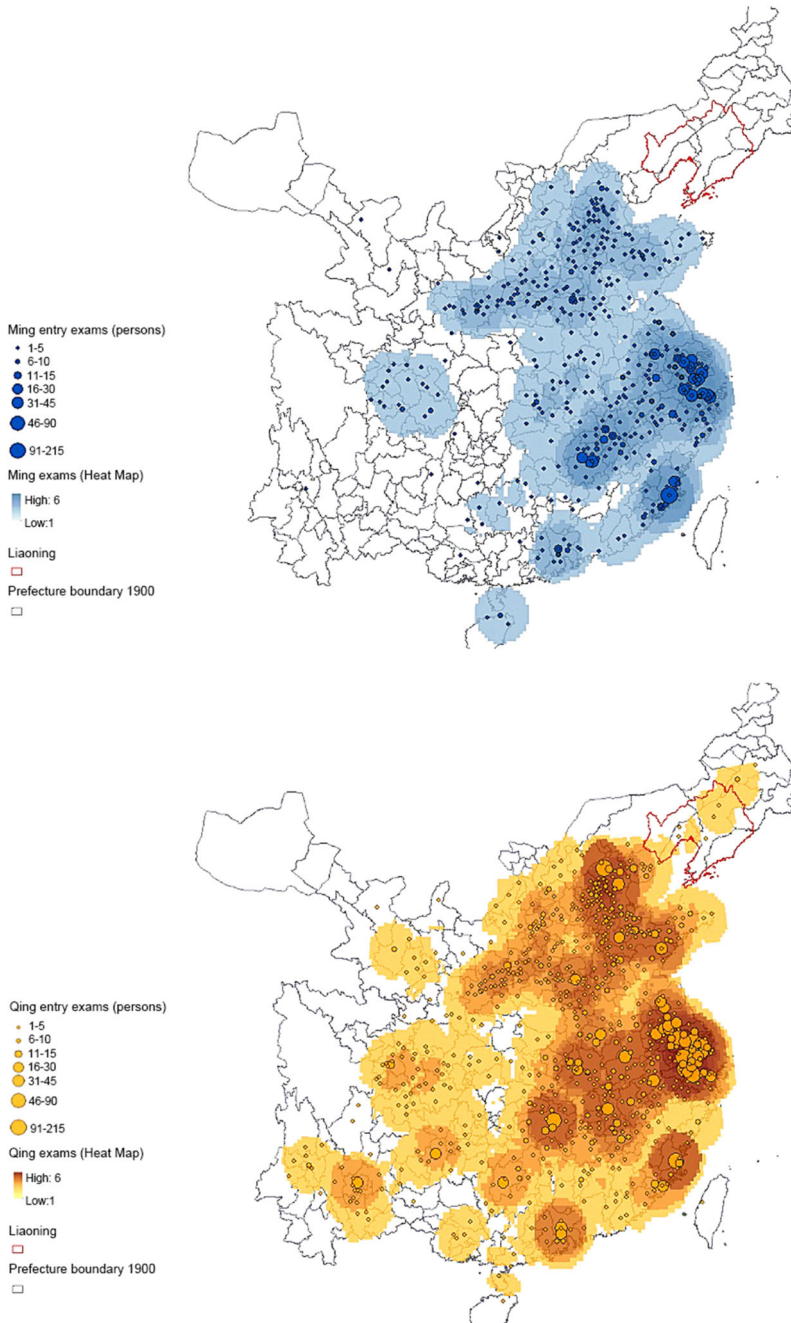 Ming entry exams (persons)
1-5
6-10
11-15
16-30
31-45
46-90
91-215
Ming exams (Heat Map)
High: 6
Low:1
Liaoning
Prefecture boundary 1900
Qing entry exams (persons)
1-5
6-10
11-15
16-30
31-45
46-90
91-215
Qing exams (Heat Map)
High: 6
Low:1
Liaoning
Prefecture boundary 1900